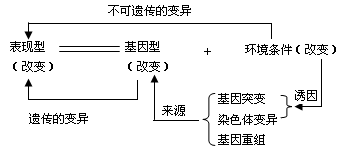 不可遗传的变异
表现型 基因型 + 环境条件（改变）
（改变） （改变）
基因突变 诱因
来源 染色体变异
遗传的变异
基因重组